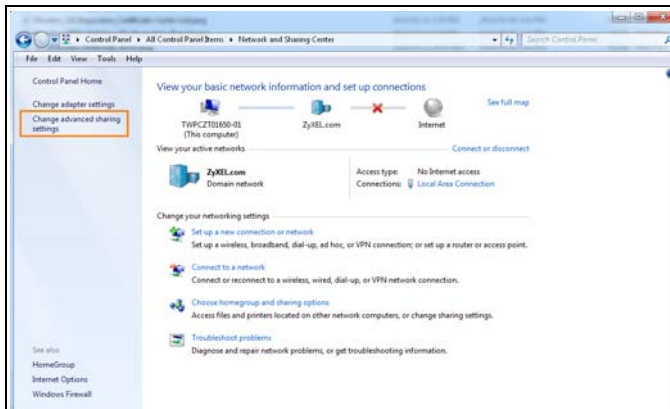 Control Panel ▸ All Control Panel Items ▸ Network and Sharing Center
Search Control Panel
File Edit View Tools Help
Control Panel Home
Change adapter settings
Change advanced sharing
settings
See also
HomeGroup
Internet Options
Windows Firewall
View your basic network information and set up connections
See full map
TWPCZT01650-01
(This computer)
ZyXEL.com
Internet
View your active networks
Connect or disconnect
ZyXEL.com
Domain network
Access type: No Internet access
Connections: Local Area Connection
Change your networking settings
Set up a new connection or network
Set up a wireless, broadband, dial-up, ad hoc, or VPN connection; or set up a router or access point.
Connect to a network
Connect or reconnect to a wireless, wired, dial-up, or VPN network connection.
Choose homegroup and sharing options
Access files and printers located on other network computers, or change sharing settings.
Troubleshoot problems
Diagnose and repair network problems, or get troubleshooting information.